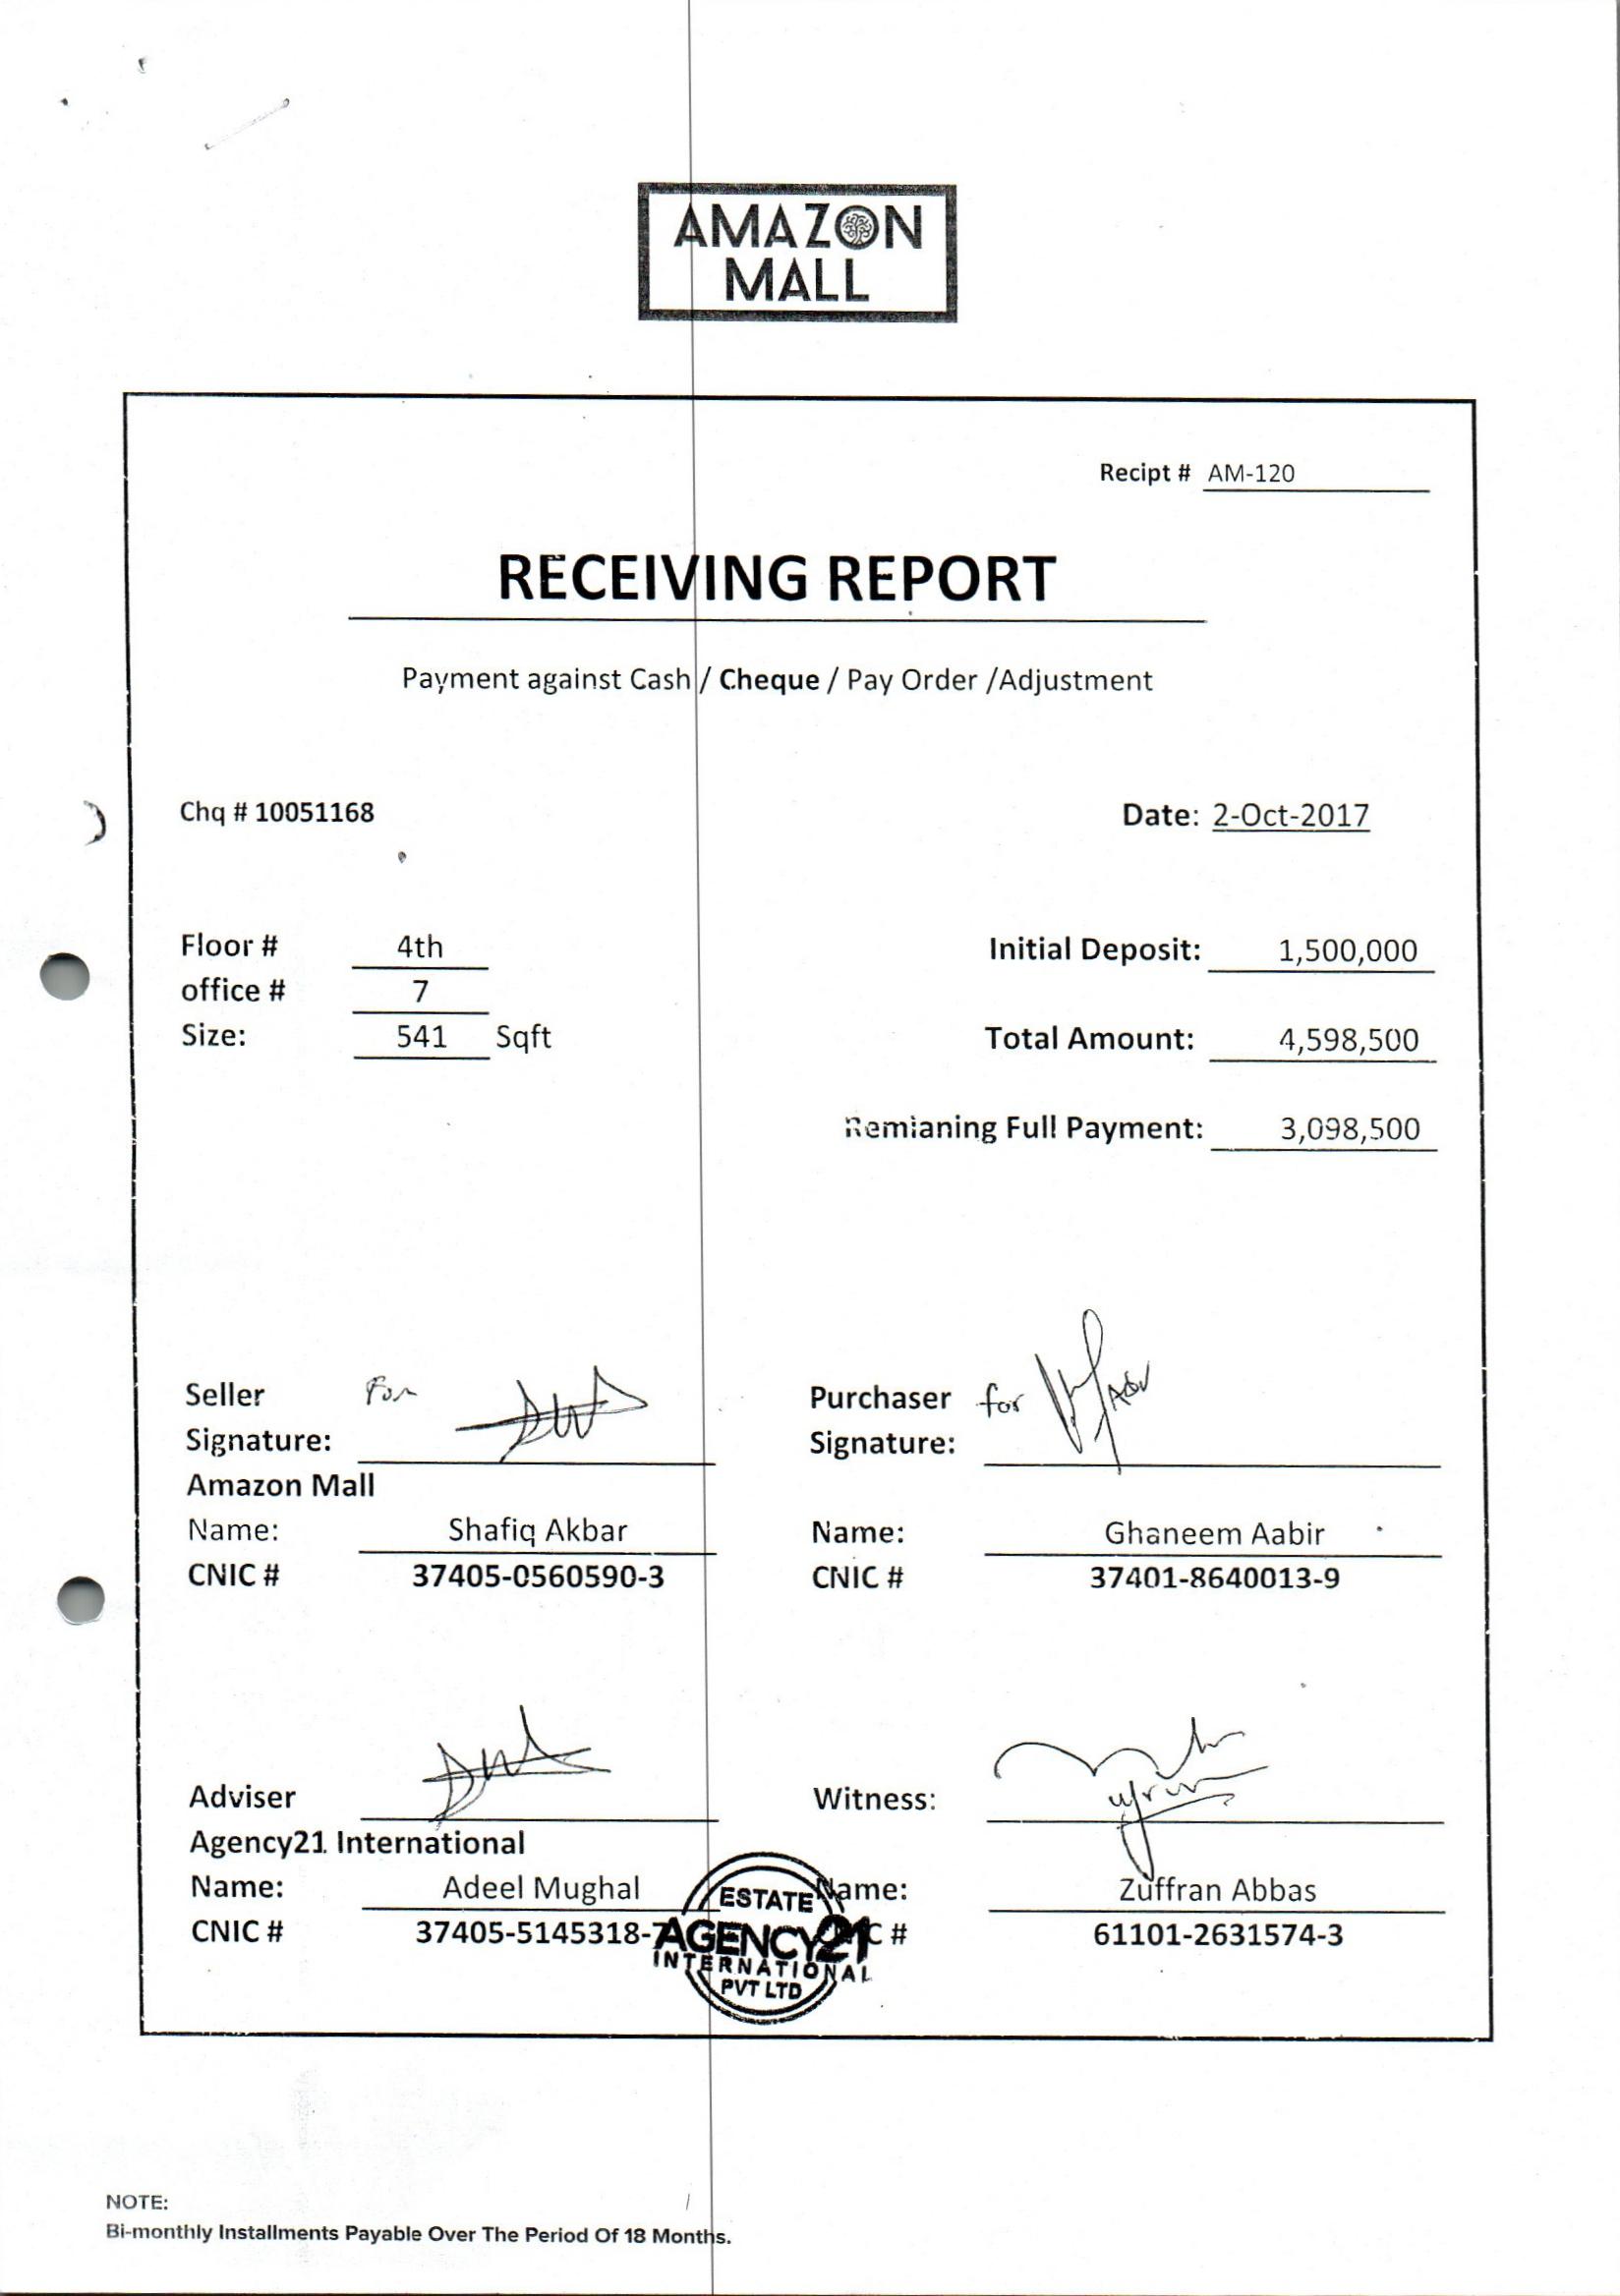 AMAZON
MALL
Recipt # AM-120
RECEIVING REPORT
Payment against Cash / Cheque / Pay Order /Adjustment
Chq # 10051168
Date: 2-Oct-2017
Floor # 4th
Initial Deposit: 1,500,000
office # 7
Size: 541 Sqft
Total Amount: 4,598,500
Remianing Full Payment: 3,098,500
Seller For
Purchaser for
Signature:
Signature:
Amazon Mall
Name: Shafiq Akbar
Name: Ghaneem Aabir
CNIC # 37405-0560590-3
CNIC # 37401-8640013-9
Adviser
Witness:
Agency21 International
Name: Adeel Mughal
Name: Zuffran Abbas
CNIC # 37405-5145318-7
CNIC # 61101-2631574-3
ESTATE
AGENCY21
INTERNATIONAL
PVT LTD
NOTE:
Bi-monthly Installments Payable Over The Period Of 18 Months.